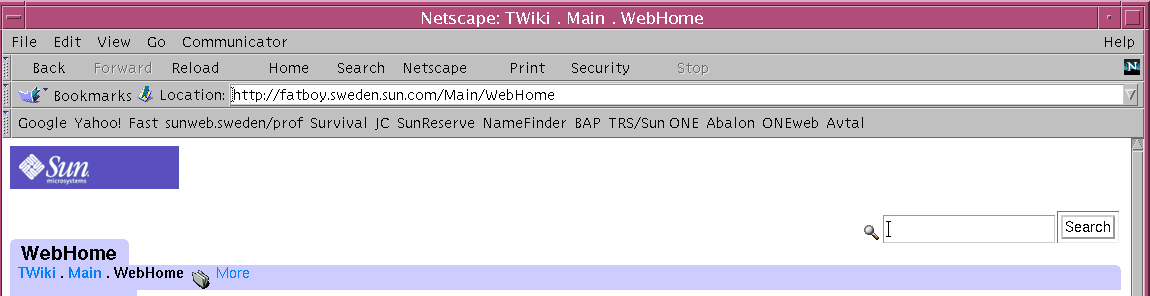 Netscape: TWiki . Main . WebHome
File Edit View Go Communicator Help
Back Forward Reload Home Search Netscape Print Security Stop N
Bookmarks Location: http://fatboy.sweden.sun.com/Main/WebHome
Google Yahoo! Fast sunweb.sweden/prof Survival JC SunReserve NameFinder BAP TRS/Sun ONE Abalon ONEweb Avtal
Sun
microsystems
Search
WebHome
TWiki . Main . WebHome More